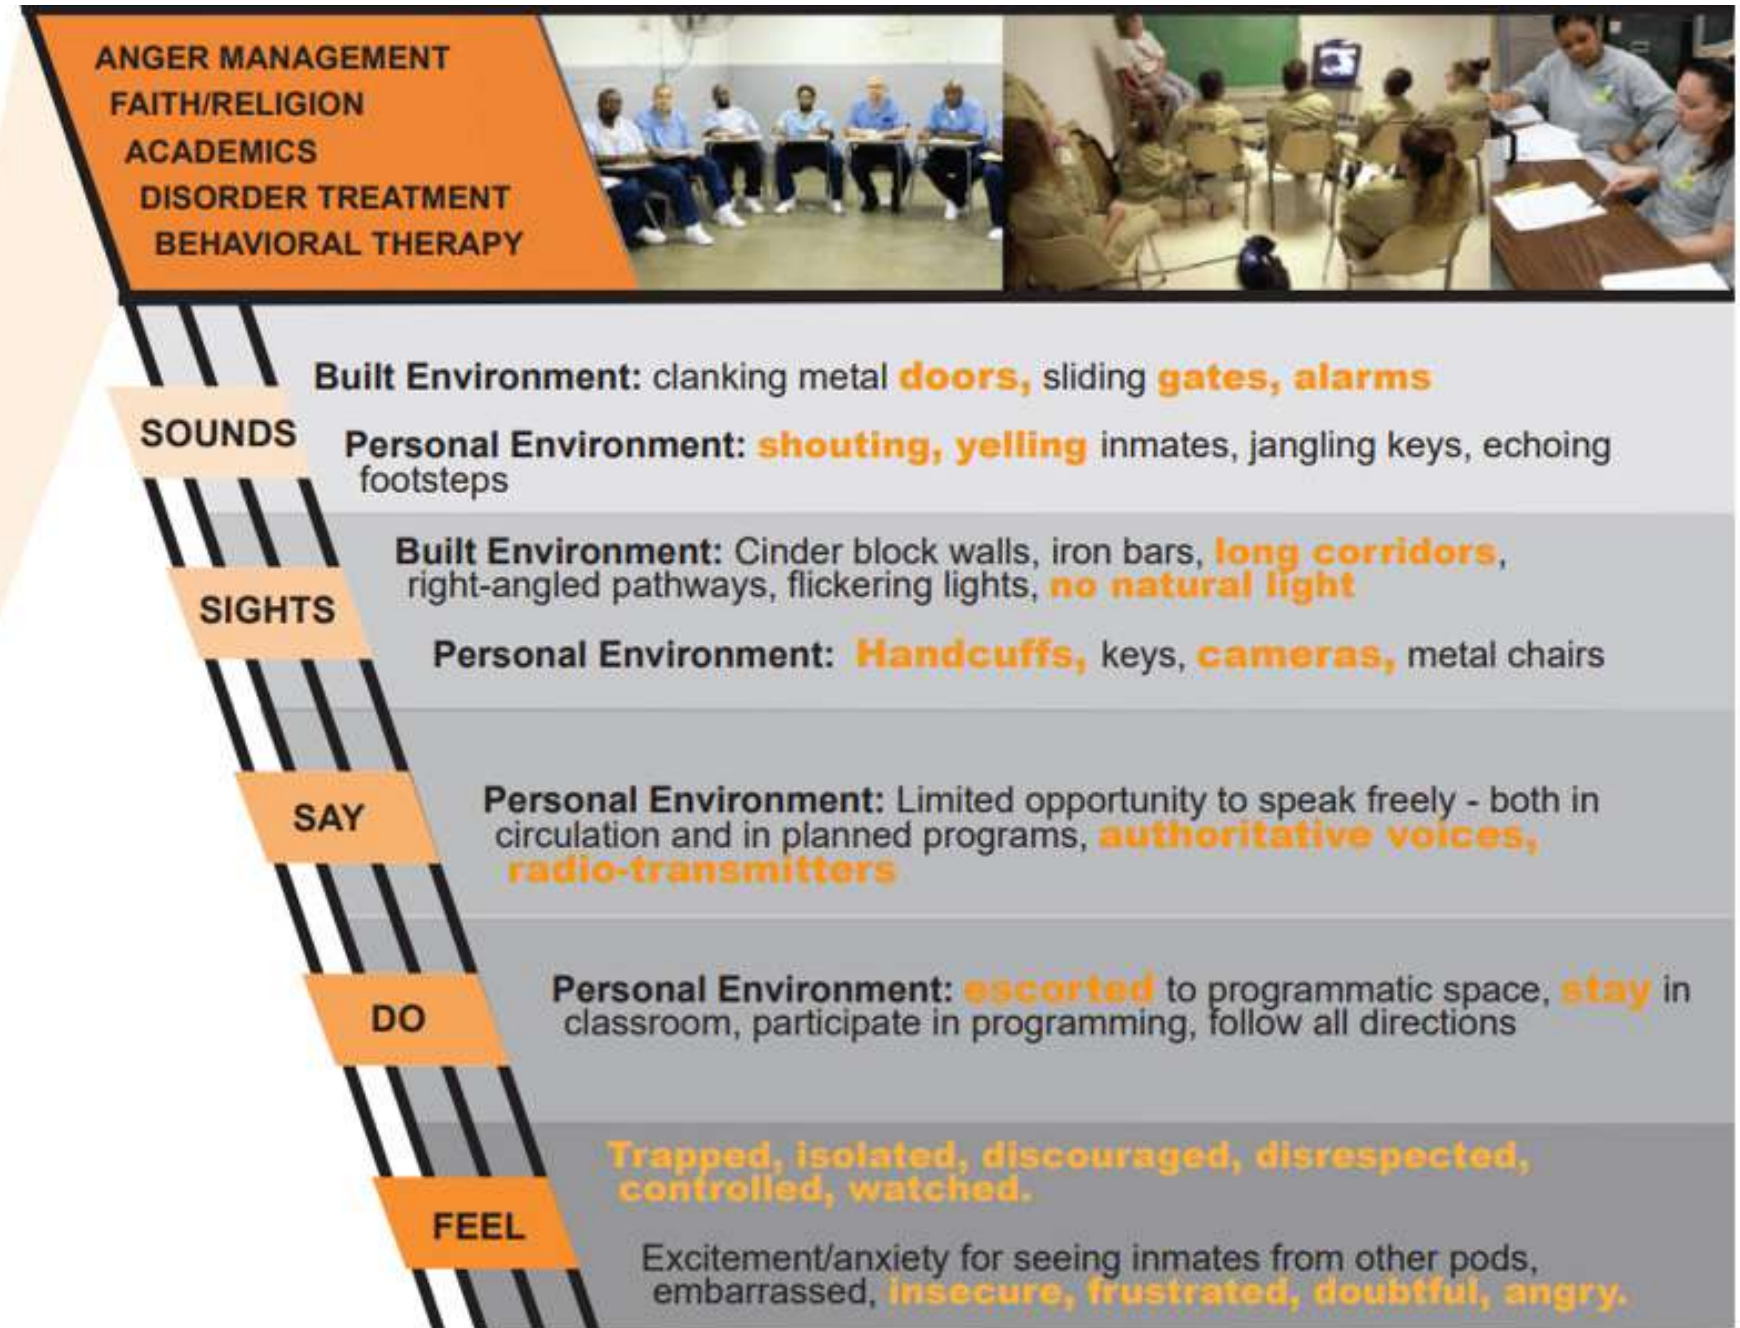 ANGER MANAGEMENT
FAITH/RELIGION
ACADEMICS
DISORDER TREATMENT
BEHAVIORAL THERAPY
SOUNDS
Built Environment: clanking metal doors, sliding gates, alarms
Personal Environment: shouting, yelling inmates, jangling keys, echoing
footsteps
SIGHTS
Built Environment: Cinder block walls, iron bars, long corridors,
right-angled pathways, flickering lights, no natural light
Personal Environment: Handcuffs, keys, cameras, metal chairs
SAY
Personal Environment: Limited opportunity to speak freely - both in
circulation and in planned programs, authoritative voices,
radio-transmitters
DO
Personal Environment: escorted to programmatic space, stay in
classroom, participate in programming, follow all directions
FEEL
Trapped, isolated, discouraged, disrespected,
controlled, watched.
Excitement/anxiety for seeing inmates from other pods,
embarrassed, insecure, frustrated, doubtful, angry.